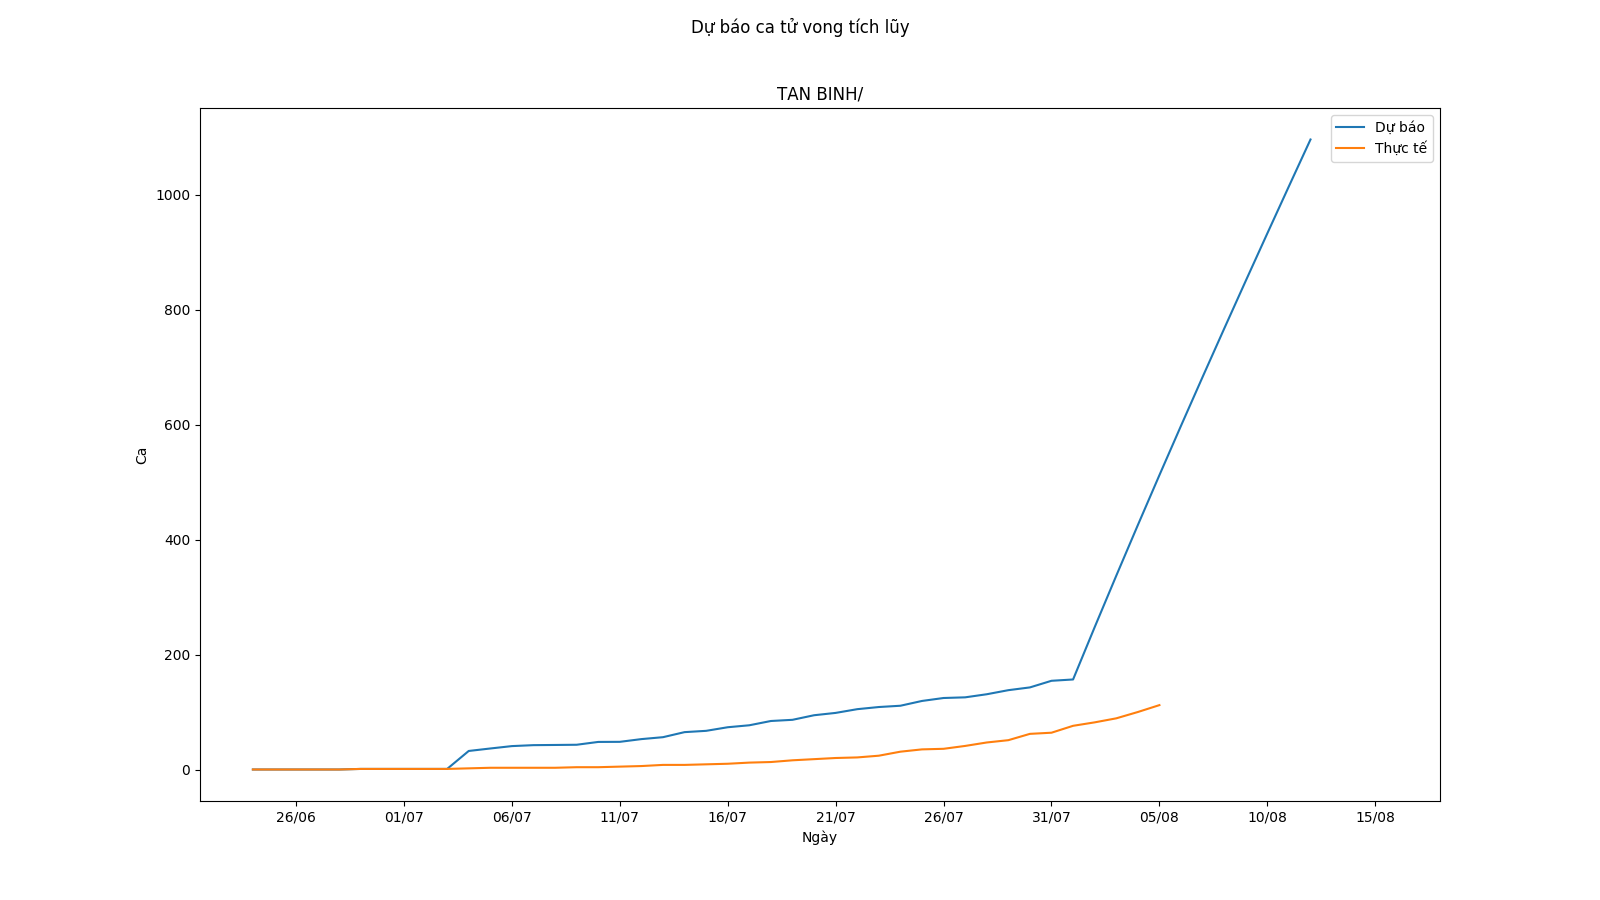 Dự báo ca tử vong tích lũy
TAN BINH/
Dự báo
Thực tế
1000
800
600
400
200
0
Ca
26/06 01/07 06/07 11/07 16/07 21/07 26/07 31/07 05/08 10/08 15/08
Ngày